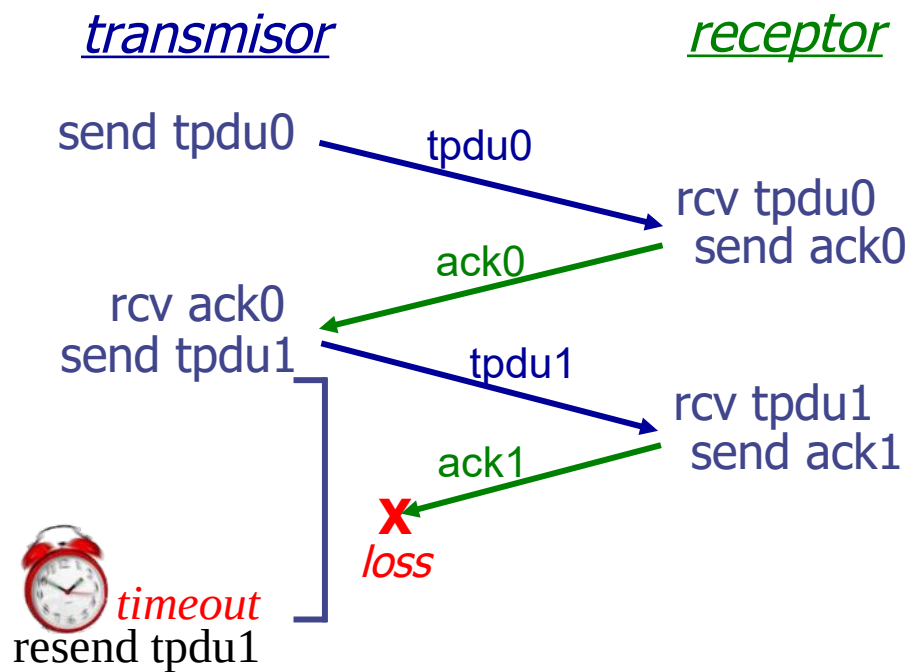 transmisor
receptor
send tpdu0
tpdu0
rcv tpdu0
send ack0
ack0
rcv ack0
send tpdu1
tpdu1
rcv tpdu1
send ack1
ack1
X
loss
timeout
resend tpdu1